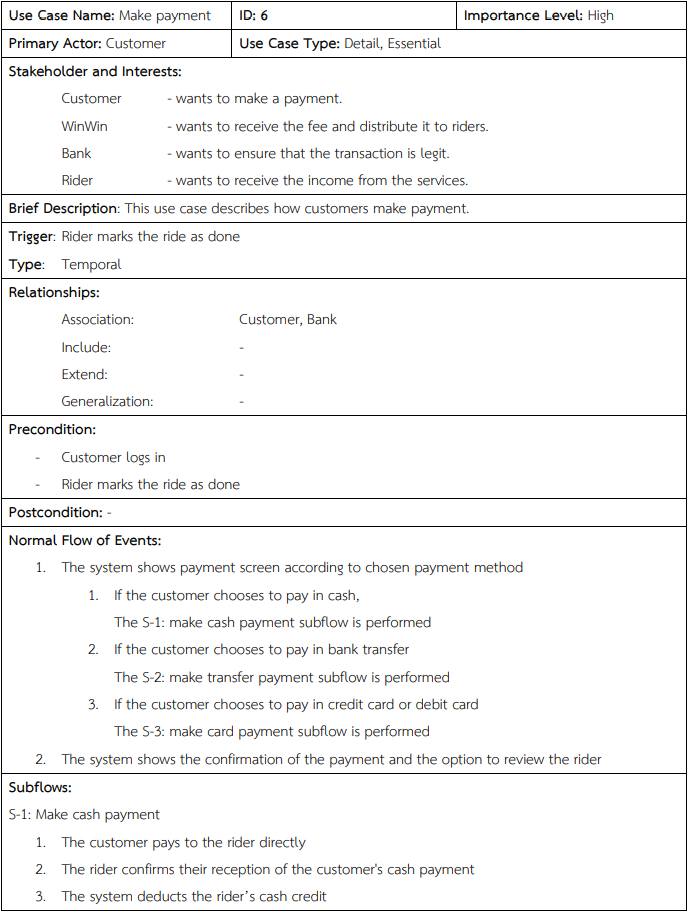 Use Case Name: Make payment ID: 6 Importance Level: High
Primary Actor: Customer Use Case Type: Detail, Essential
Stakeholder and Interests:
Customer - wants to make a payment.
WinWin - wants to receive the fee and distribute it to riders.
Bank - wants to ensure that the transaction is legit.
Rider - wants to receive the income from the services.
Brief Description: This use case describes how customers make payment.
Trigger: Rider marks the ride as done
Type: Temporal
Relationships:
Association: Customer, Bank
Include: -
Extend: -
Generalization: -
Precondition:
- Customer logs in
- Rider marks the ride as done
Postcondition: -
Normal Flow of Events:
1. The system shows payment screen according to chosen payment method
1. If the customer chooses to pay in cash,
The S-1: make cash payment subflow is performed
2. If the customer chooses to pay in bank transfer
The S-2: make transfer payment subflow is performed
3. If the customer chooses to pay in credit card or debit card
The S-3: make card payment subflow is performed
2. The system shows the confirmation of the payment and the option to review the rider
Subflows:
S-1: Make cash payment
1. The customer pays to the rider directly
2. The rider confirms their reception of the customer's cash payment
3. The system deducts the rider's cash credit